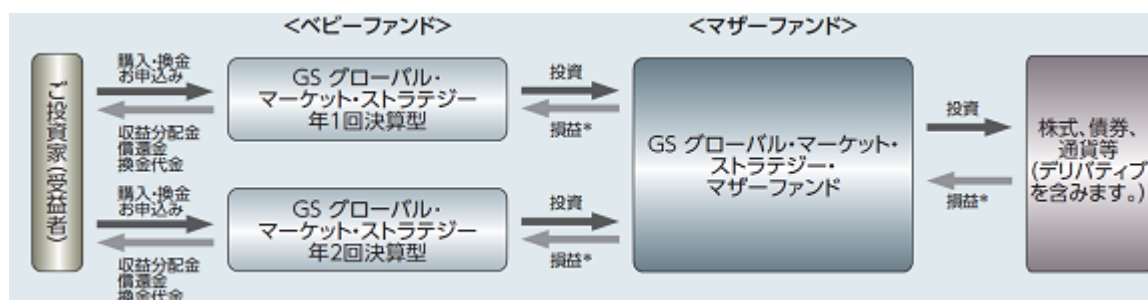 <ベビーファンド>
<マザーファンド>
ご投資家(受益者)
購入・換金
お申込み
収益分配金
償還金
換金代金
GS グローバル・
マーケット・ストラテジー
年1回決算型
投資
損益*
購入・換金
お申込み
収益分配金
償還金
換金代金
GS グローバル・
マーケット・ストラテジー
年2回決算型
投資
損益*
GS グローバル・マーケット・
ストラテジー・
マザーファンド
投資
損益*
株式、債券、
通貨等
(デリバティブ
を含みます。)